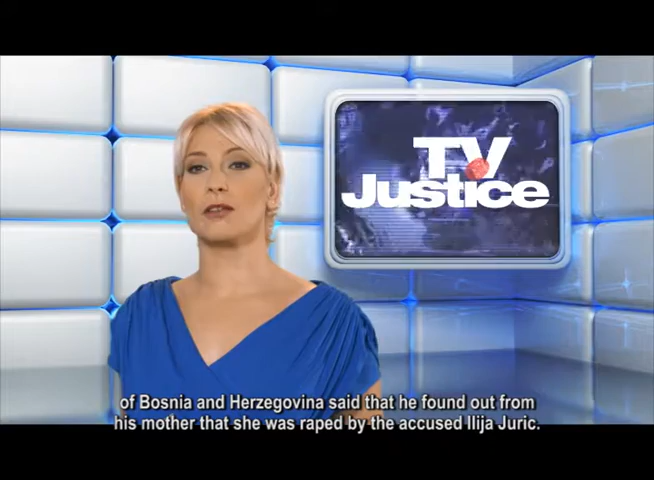 TV
Justice
of Bosnia and Herzegovina said that he found out from
his mother that she was raped by the accused Ilija Juric.